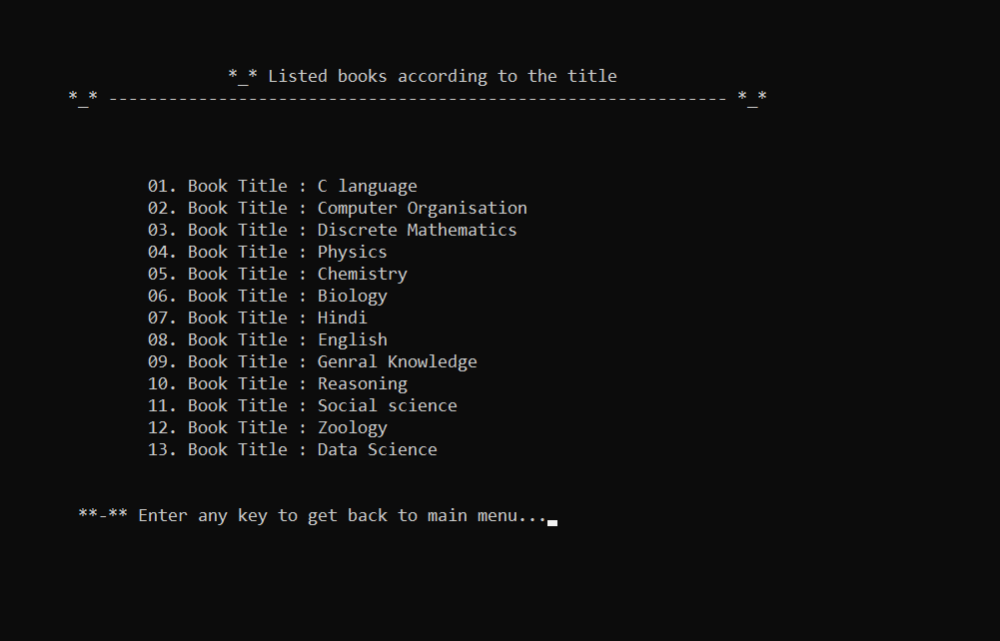 *_* Listed books according to the title
*_* -------------------------------------------------------------- *_*
01. Book Title : C language
02. Book Title : Computer Organisation
03. Book Title : Discrete Mathematics
04. Book Title : Physics
05. Book Title : Chemistry
06. Book Title : Biology
07. Book Title : Hindi
08. Book Title : English
09. Book Title : Genral Knowledge
10. Book Title : Reasoning
11. Book Title : Social science
12. Book Title : Zoology
13. Book Title : Data Science
**-** Enter any key to get back to main menu...